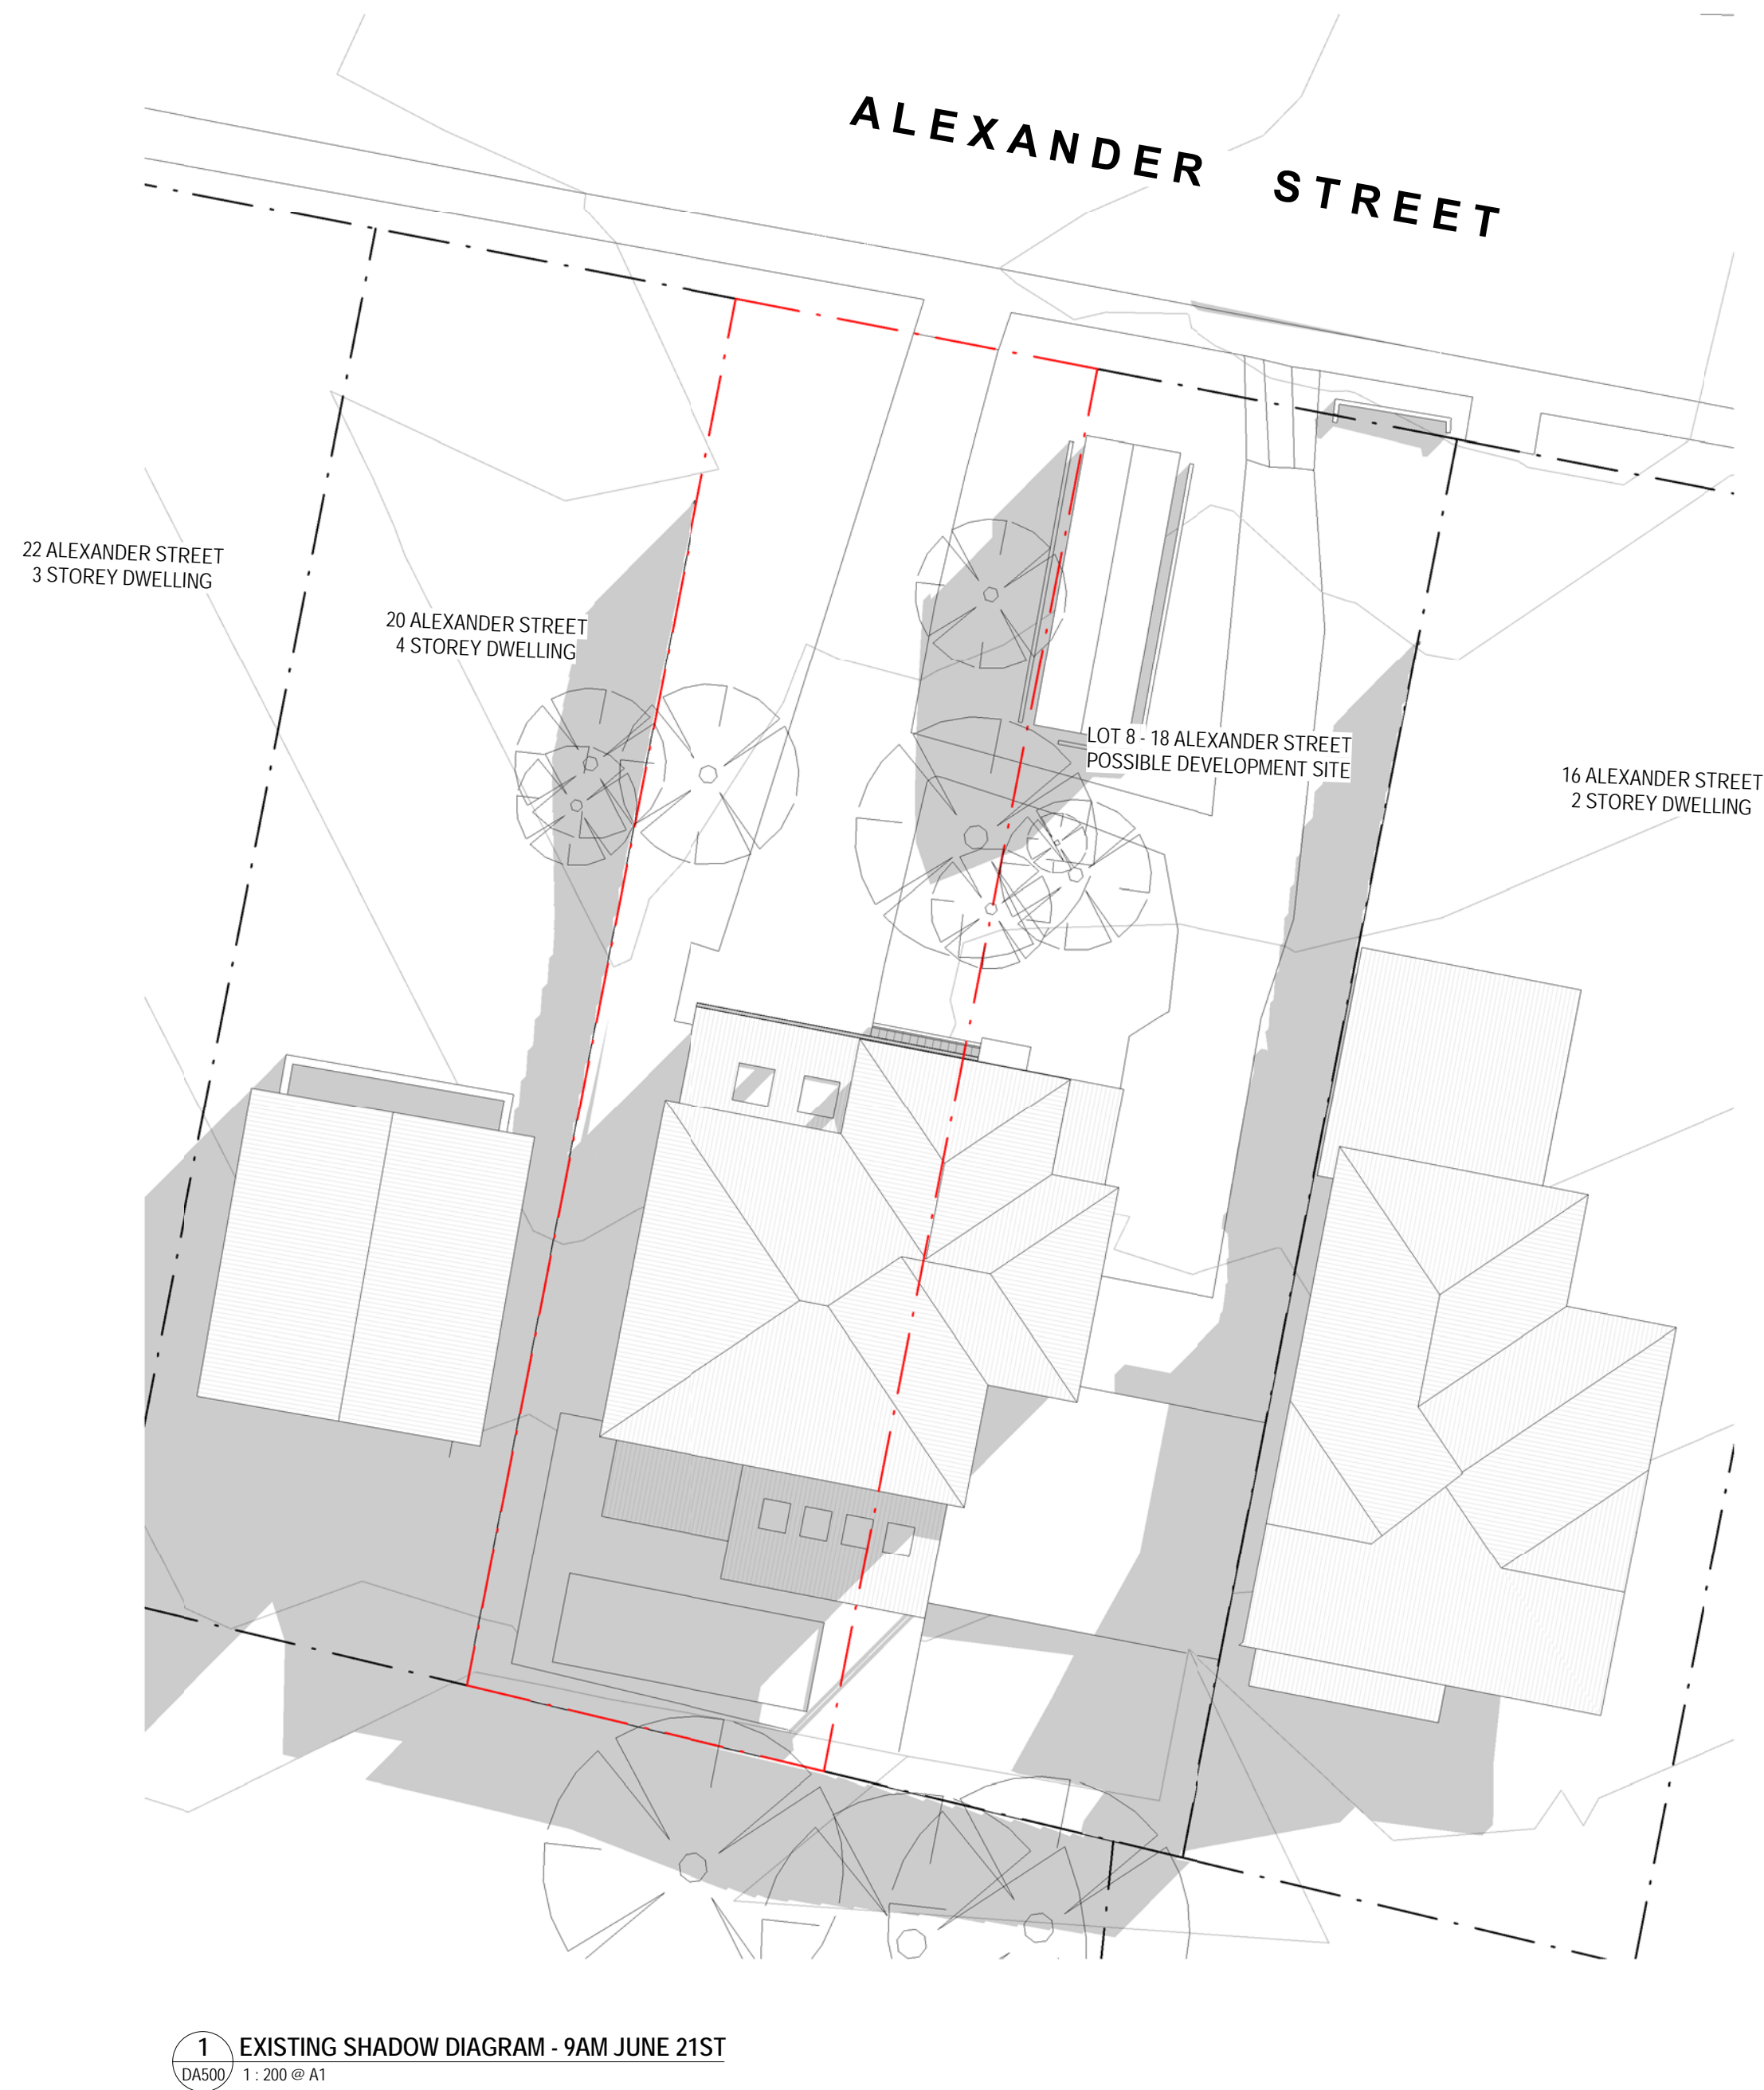 ALEXANDER STREET
22 ALEXANDER STREET
3 STOREY DWELLING
20 ALEXANDER STREET
4 STOREY DWELLING
LOT 8 - 18 ALEXANDER STREET
POSSIBLE DEVELOPMENT SITE
16 ALEXANDER STREET
2 STOREY DWELLING
1
DA500
EXISTING SHADOW DIAGRAM - 9AM JUNE 21ST
1 : 200 @ A1